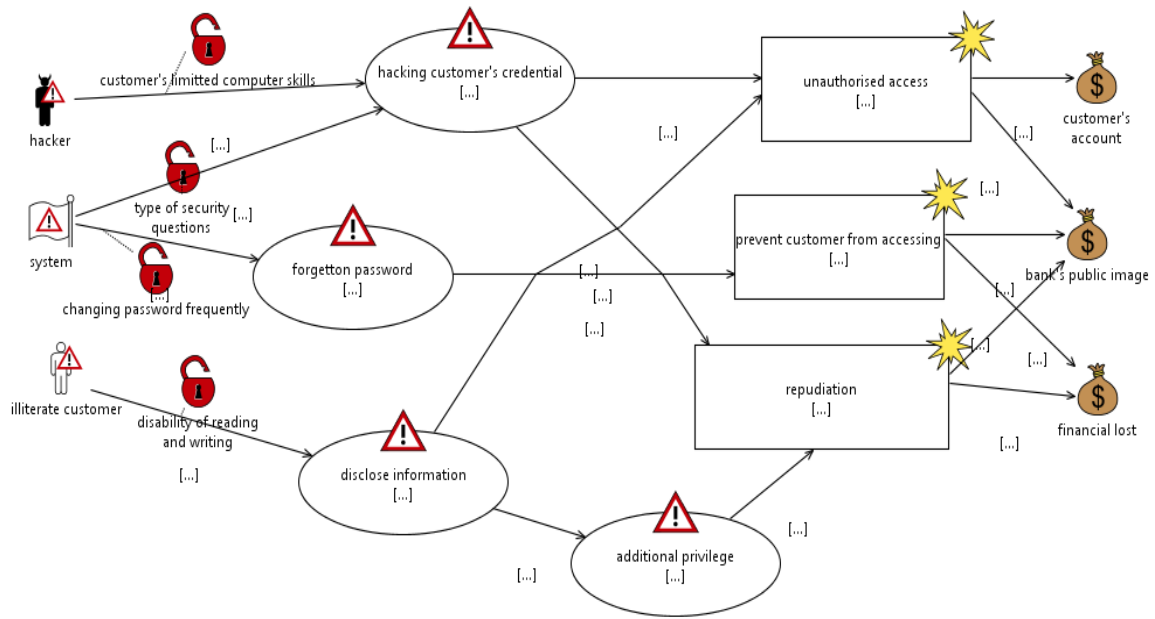 customer's limitted computer skills
hacker
hacking customer's credential
[...]
unauthorised access
[...]
customer's
account
[...]
[...]
[...]
type of security
questions
[...]
system
[...]
changing password frequently
forgetton password
[...]
[...]
[...]
[...]
prevent customer from accessing
[...]
[...]
bank's public image
[...]
illiterate customer
disability of reading
and writing
[...]
disclose information
[...]
repudiation
[...]
[...]
[...]
financial lost
[...]
additional privilege
[...]
[...]
[...]